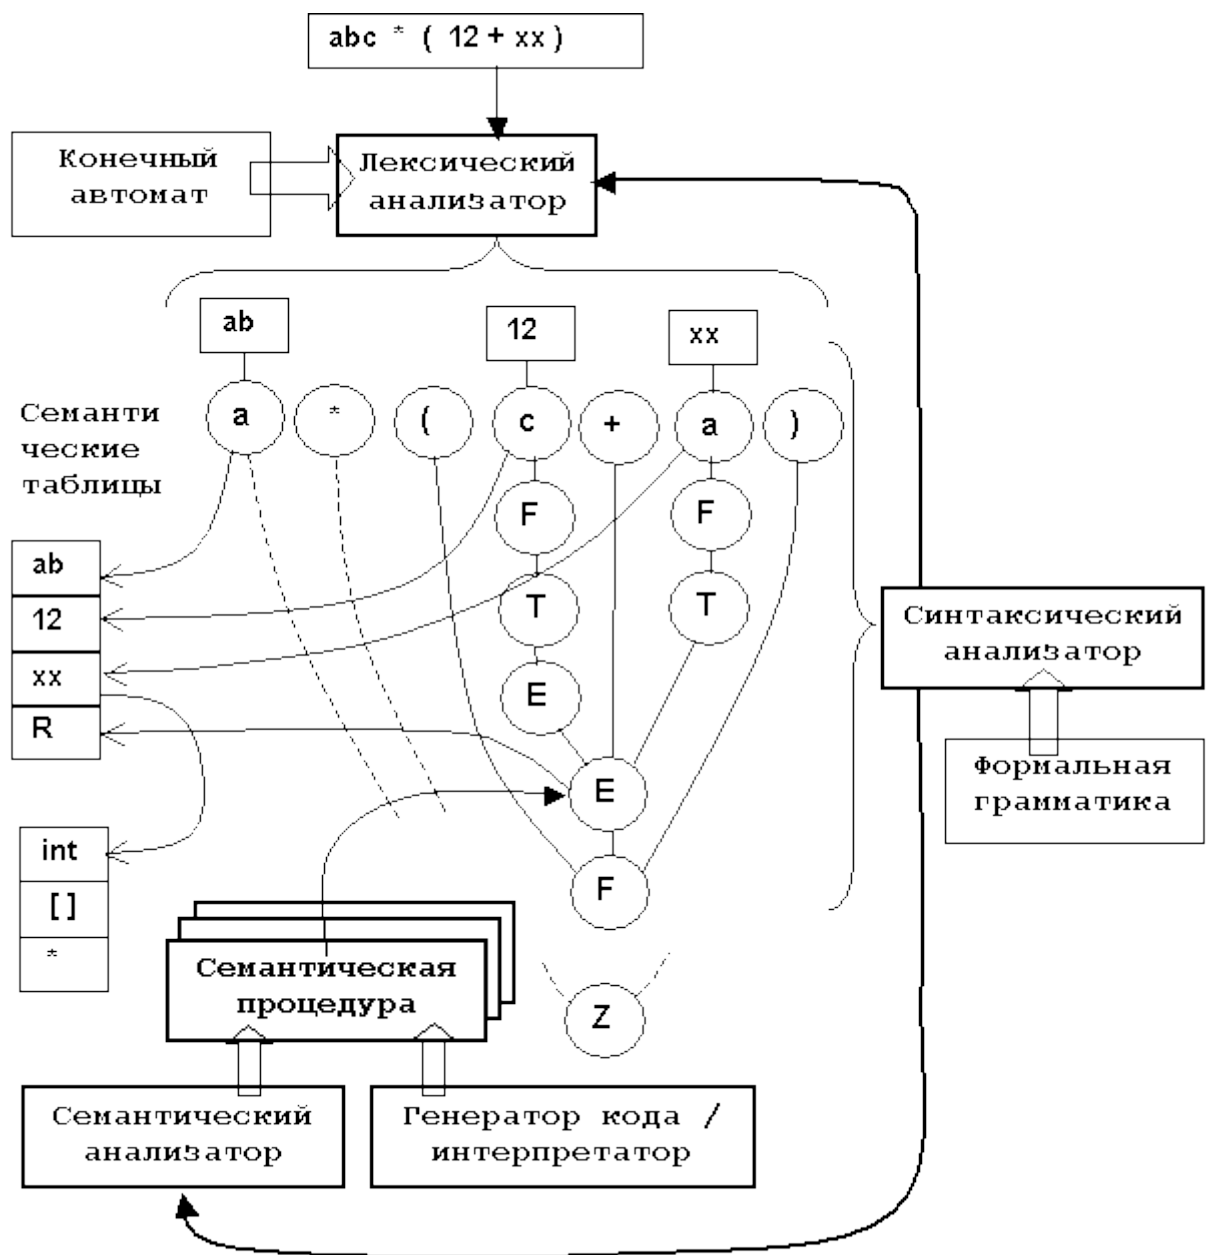 abc * ( 12 + xx )
Конечный
автомат
Лексический
анализатор
ab
12
xx
a
*
(
c
+
a
)
Семанти
ческие
таблицы
F
F
T
T
E
ab
12
xx
R
E
F
Z
int
[]
*
Синтаксический
анализатор
Формальная
грамматика
Семантическая
процедура
Семантический
анализатор
Генератор кода /
интерпретатор